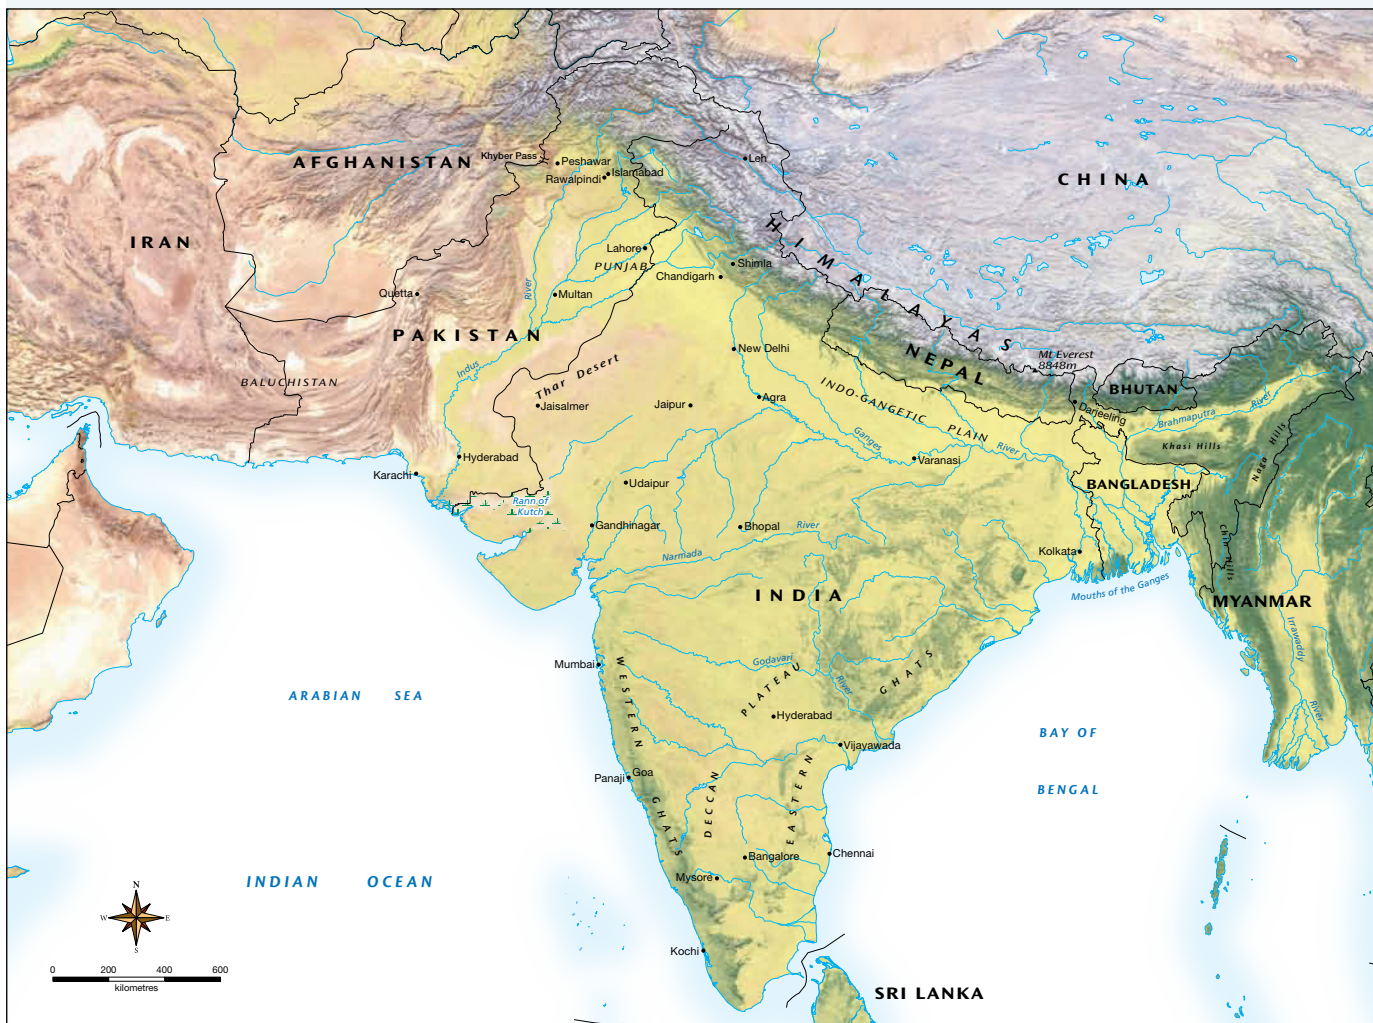 AFGHANISTAN
Khyber Pass
Peshawar
Islamabad
Rawalpindi
Leh
CHINA
IRAN
HIMALAYAS
Lahore
PUNJAB
Shimla
Chandigarh
Quetta
Multan
River
Indus
PAKISTAN
New Delhi
NEPAL
Mt Everest
8848m
BHUTAN
BALUCHISTAN
Thar Desert
Jaisalmer
Jaipur
Agra
INDO-GANGETIC PLAIN
Darjeeling
Brahmaputra River
Ganges River
Khasi Hills
Naga Hills
Hyderabad
Karachi
Varanasi
Udaipur
BANGLADESH
Rann of
Kutch
Gandhinagar
Bhopal
Narmada River
Kolkata
Chin Hills
Mouths of the Ganges
INDIA
MYANMAR
Irrawaddy River
Mumbai
WESTERN GHATS
Godavari River
DECCAN PLATEAU
EASTERN GHATS
ARABIAN SEA
Hyderabad
Vijayawada
BAY OF
BENGAL
Goa
Panaji
Bangalore
Chennai
Mysore
INDIAN OCEAN
N
W E
S
Kochi
0 200 400 600
kilometres
SRI LANKA